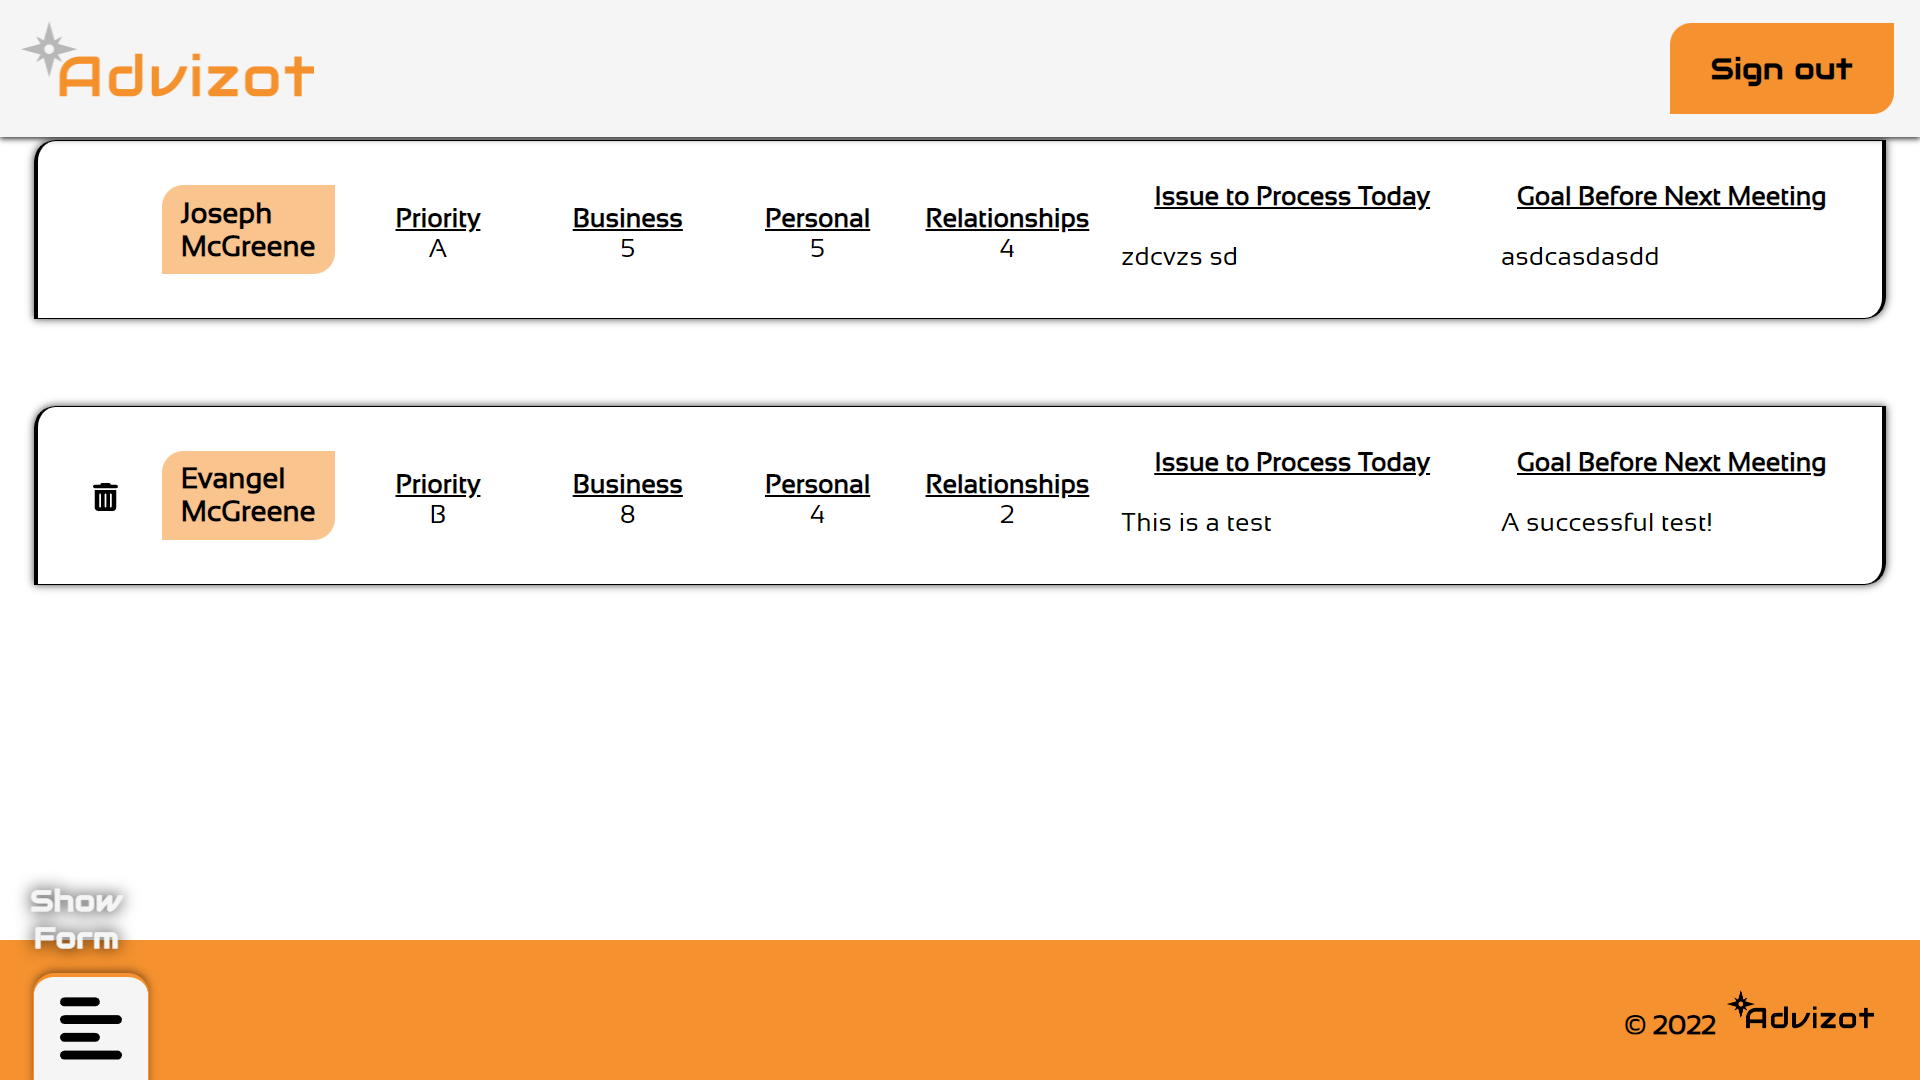 Advizot
Sign out
Joseph
McGreene
Priority
A
Business
5
Personal
5
Relationships
4
Issue to Process Today
zdcvzs sd
Goal Before Next Meeting
asdcasdasdd
Evangel
McGreene
Priority
B
Business
8
Personal
4
Relationships
2
Issue to Process Today
This is a test
Goal Before Next Meeting
A successful test!
Show
Form
© 2022 Advizot